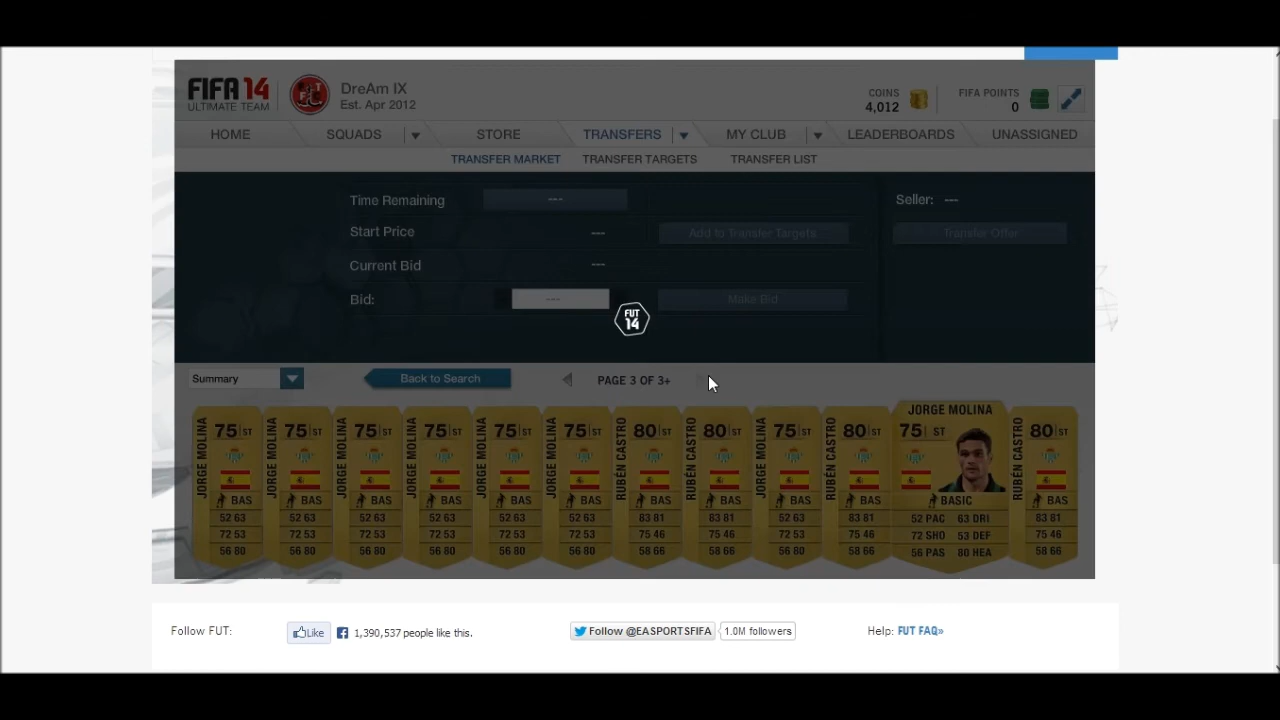 FIFA 14
ULTIMATE TEAM
DreAm IX
Est. Apr 2012
COINS
4,012
FIFA POINTS
0
HOME SQUADS STORE TRANSFERS MY CLUB LEADERBOARDS UNASSIGNED
TRANSFER MARKET TRANSFER TARGETS TRANSFER LIST
Time Remaining --- Seller: ---
Start Price --- Add to Transfer Targets Transfer Offer
Current Bid ---
Bid: --- Make Bid
FUT
14
Summary Back to Search PAGE 3 OF 3+
JORGE MOLINA
75 ST
BAS
52 63
72 53
56 80
JORGE MOLINA
75 ST
BAS
52 63
72 53
56 80
JORGE MOLINA
75 ST
BAS
52 63
72 53
56 80
JORGE MOLINA
75 ST
BAS
52 63
72 53
56 80
JORGE MOLINA
75 ST
BAS
52 63
72 53
56 80
JORGE MOLINA
75 ST
BAS
52 63
72 53
56 80
RUBÉN CASTRO
80 ST
BAS
83 81
75 46
58 66
RUBÉN CASTRO
80 ST
BAS
83 81
75 46
58 66
JORGE MOLINA
75 ST
BAS
52 63
72 53
56 80
RUBÉN CASTRO
80 ST
BAS
83 81
75 46
58 66
JORGE MOLINA
75 ST
BASIC
52 PAC 63 DRI
72 SHO 53 DEF
56 PAS 80 HEA
RUBÉN CASTRO
80 ST
BAS
83 81
75 46
58 66
Follow FUT: Like 1,390,537 people like this. Follow @EASPORTSFIFA 1.0M followers Help: FUT FAQ»